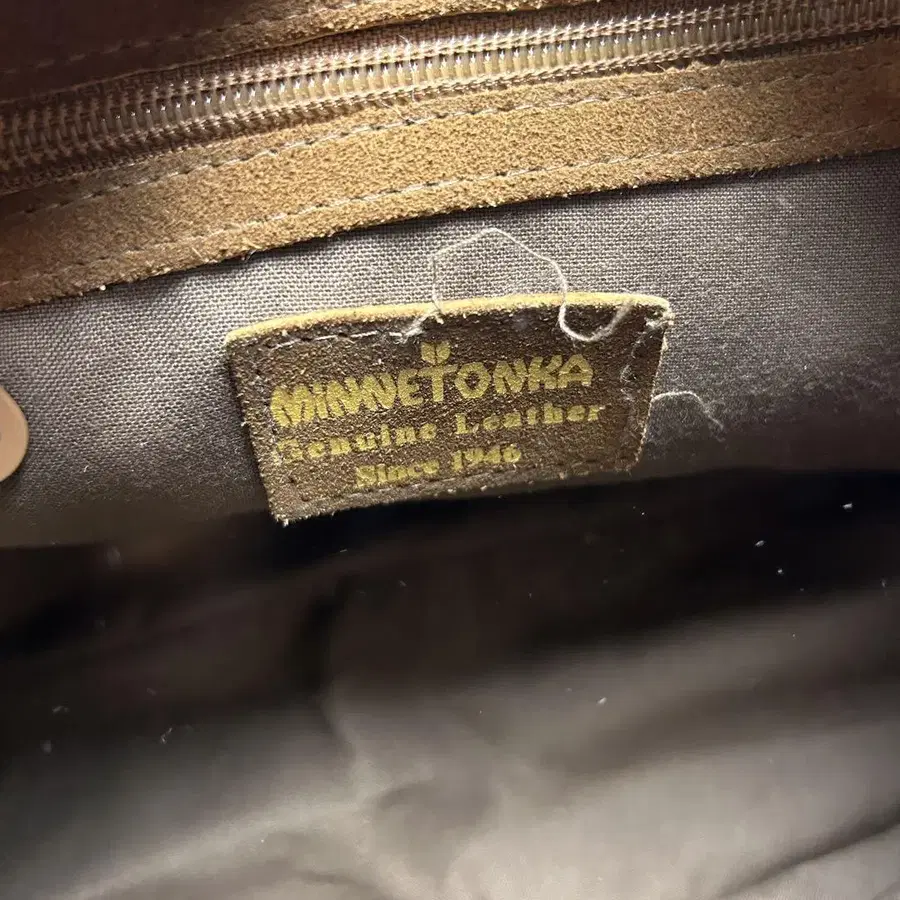 MINNETONKA
Genuine Leather
Since 1946